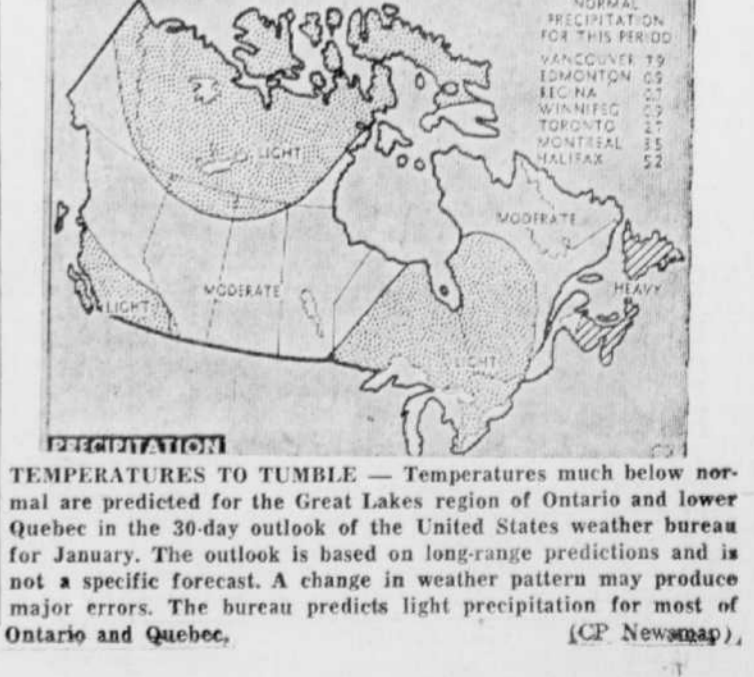 NORMAL
PRECIPITATION
FOR THIS PERIOD
VANCOUVER 7.9
EDMONTON 0.9
REGINA 0.7
WINNIPEG 0.9
TORONTO 2.7
MONTREAL 3.5
HALIFAX 5.2
LIGHT
MODERATE
HEAVY
MODERATE
LIGHT
LIGHT
PRECIPITATION
TEMPERATURES TO TUMBLE — Temperatures much below nor-
mal are predicted for the Great Lakes region of Ontario and lower
Quebec in the 30-day outlook of the United States weather bureau
for January. The outlook is based on long-range predictions and is
not a specific forecast. A change in weather pattern may produce
major errors. The bureau predicts light precipitation for most of
Ontario and Quebec. (CP Newsmap).